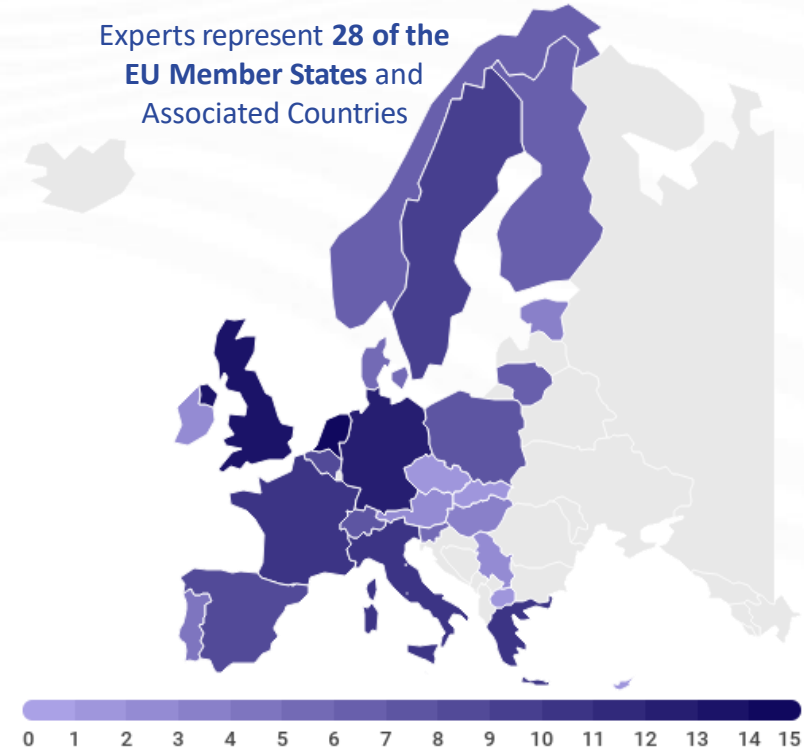 Experts represent 28 of the
EU Member States and
Associated Countries
0 1 2 3 4 5 6 7 8 9 10 11 12 13 14 15